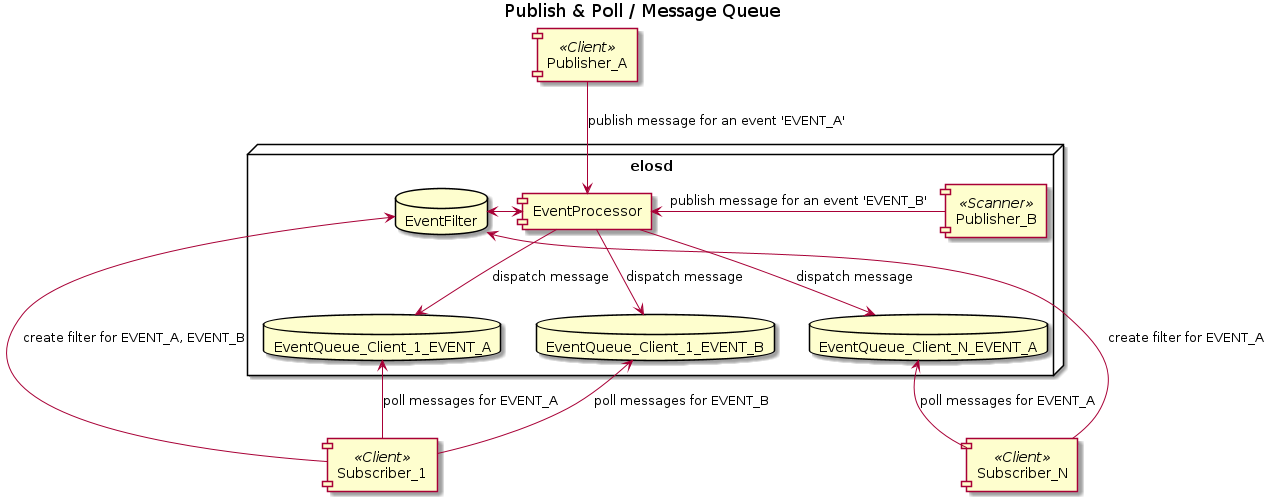 Publish & Poll / Message Queue
«Client»
Publisher_A
publish message for an event 'EVENT_A'
elosd
EventFilter
EventProcessor
publish message for an event 'EVENT_B'
«Scanner»
Publisher_B
dispatch message
dispatch message
dispatch message
create filter for EVENT_A, EVENT_B
EventQueue_Client_1_EVENT_A
EventQueue_Client_1_EVENT_B
EventQueue_Client_N_EVENT_A
create filter for EVENT_A
poll messages for EVENT_A
poll messages for EVENT_B
poll messages for EVENT_A
«Client»
Subscriber_1
«Client»
Subscriber_N